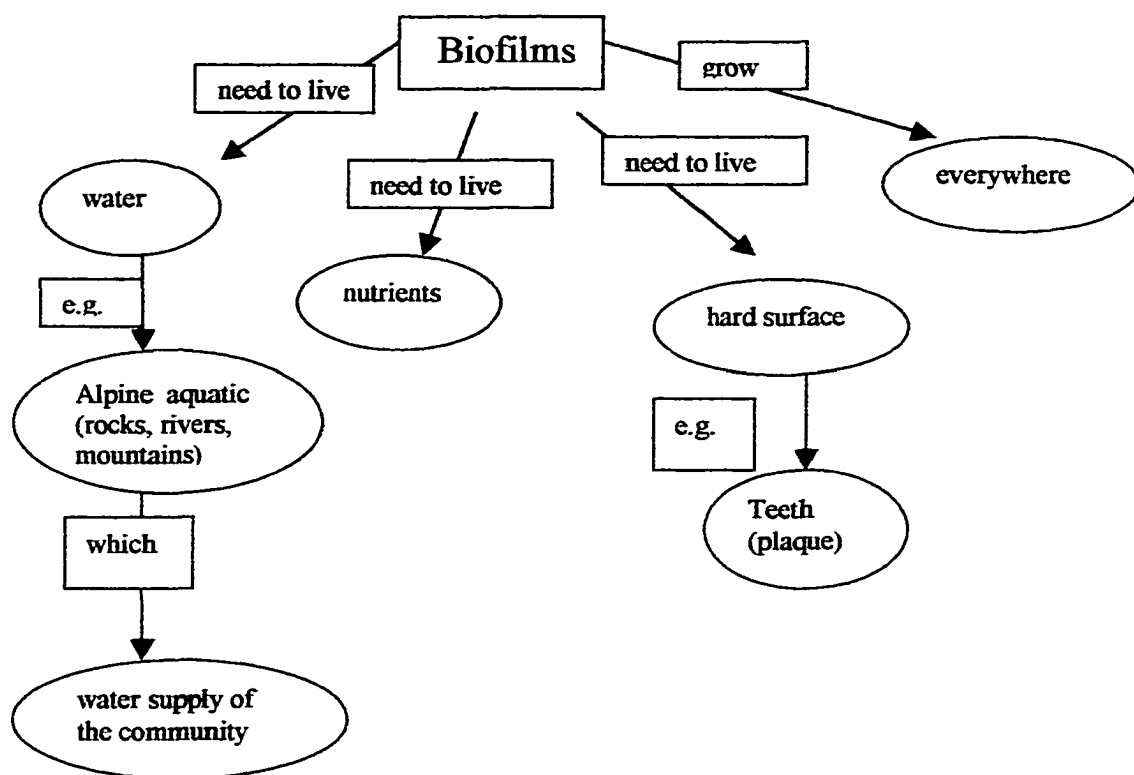 Biofilms
grow
need to live
need to live
need to live
everywhere
water
nutrients
hard surface
e.g.
Alpine aquatic
(rocks, rivers,
mountains)
e.g.
Teeth
(plaque)
which
water supply of
the community